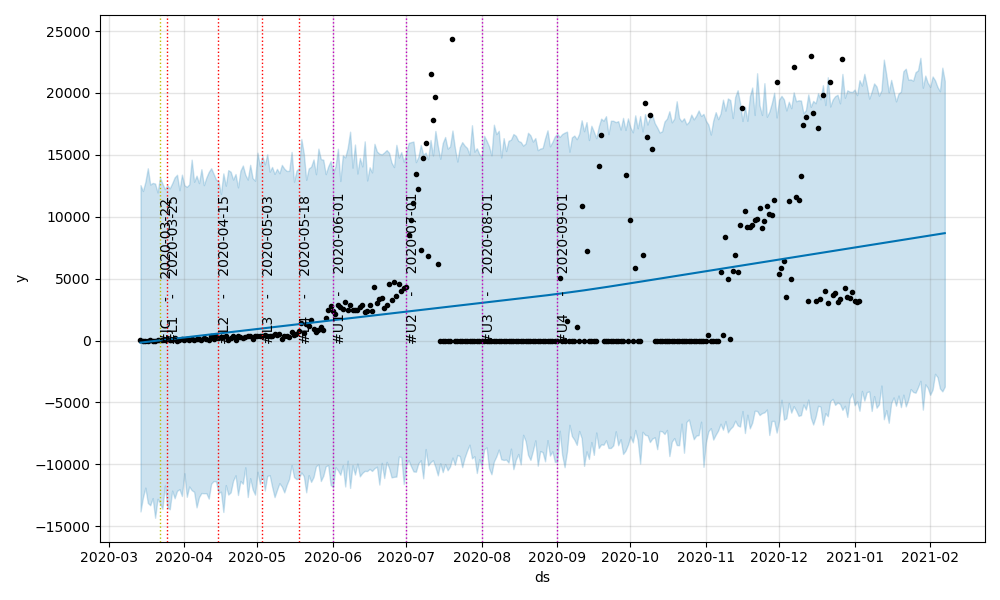 25000
20000
15000
10000
5000
0
−5000
−10000
−15000
y
#JC - 2020-03-22
#L1 - 2020-03-25
#L2 - 2020-04-15
#L3 - 2020-05-03
#L4 - 2020-05-18
#U1 - 2020-06-01
#U2 - 2020-07-01
#U3 - 2020-08-01
#U4 - 2020-09-01
2020-03 2020-04 2020-05 2020-06 2020-07 2020-08 2020-09 2020-10 2020-11 2020-12 2021-01 2021-02
ds